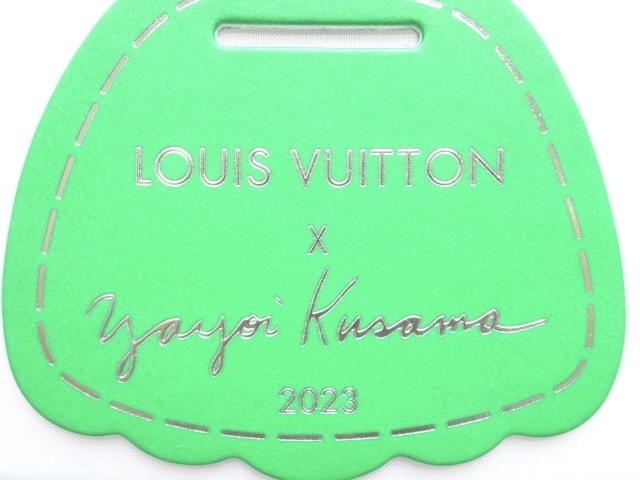 LOUIS VUITTON
X
Yayoi Kusama
2023